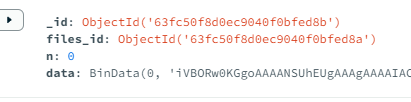 _id: ObjectId('63fc50f8d0ec9040f0bfed8b')
files_id: ObjectId('63fc50f8d0ec9040f0bfed8a')
n: 0
data: BinData(0, 'iVBORw0KGgoAAAANSUhEUgAAAgAAAAIAC